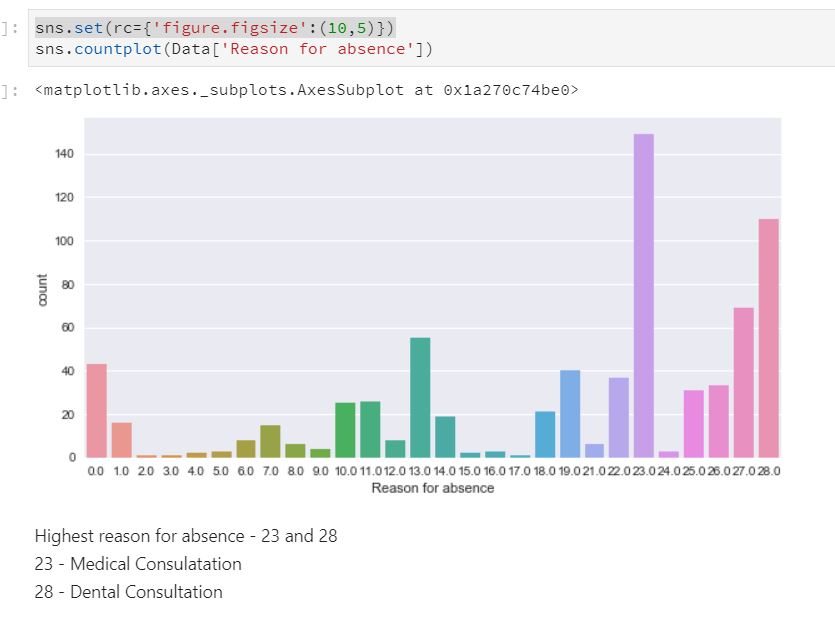 ]: sns.set(rc={'figure.figsize':(10,5)})
sns.countplot(Data['Reason for absence'])
]: <matplotlib.axes._subplots.AxesSubplot at 0x1a270c74be0>
140
120
100
80
60
40
20
0
count
0.0 1.0 2.0 3.0 4.0 5.0 6.0 7.0 8.0 9.0 10.0 11.0 12.0 13.0 14.0 15.0 16.0 17.0 18.0 19.0 21.0 22.0 23.0 24.0 25.0 26.0 27.0 28.0
Reason for absence
Highest reason for absence - 23 and 28
23 - Medical Consulatation
28 - Dental Consultation